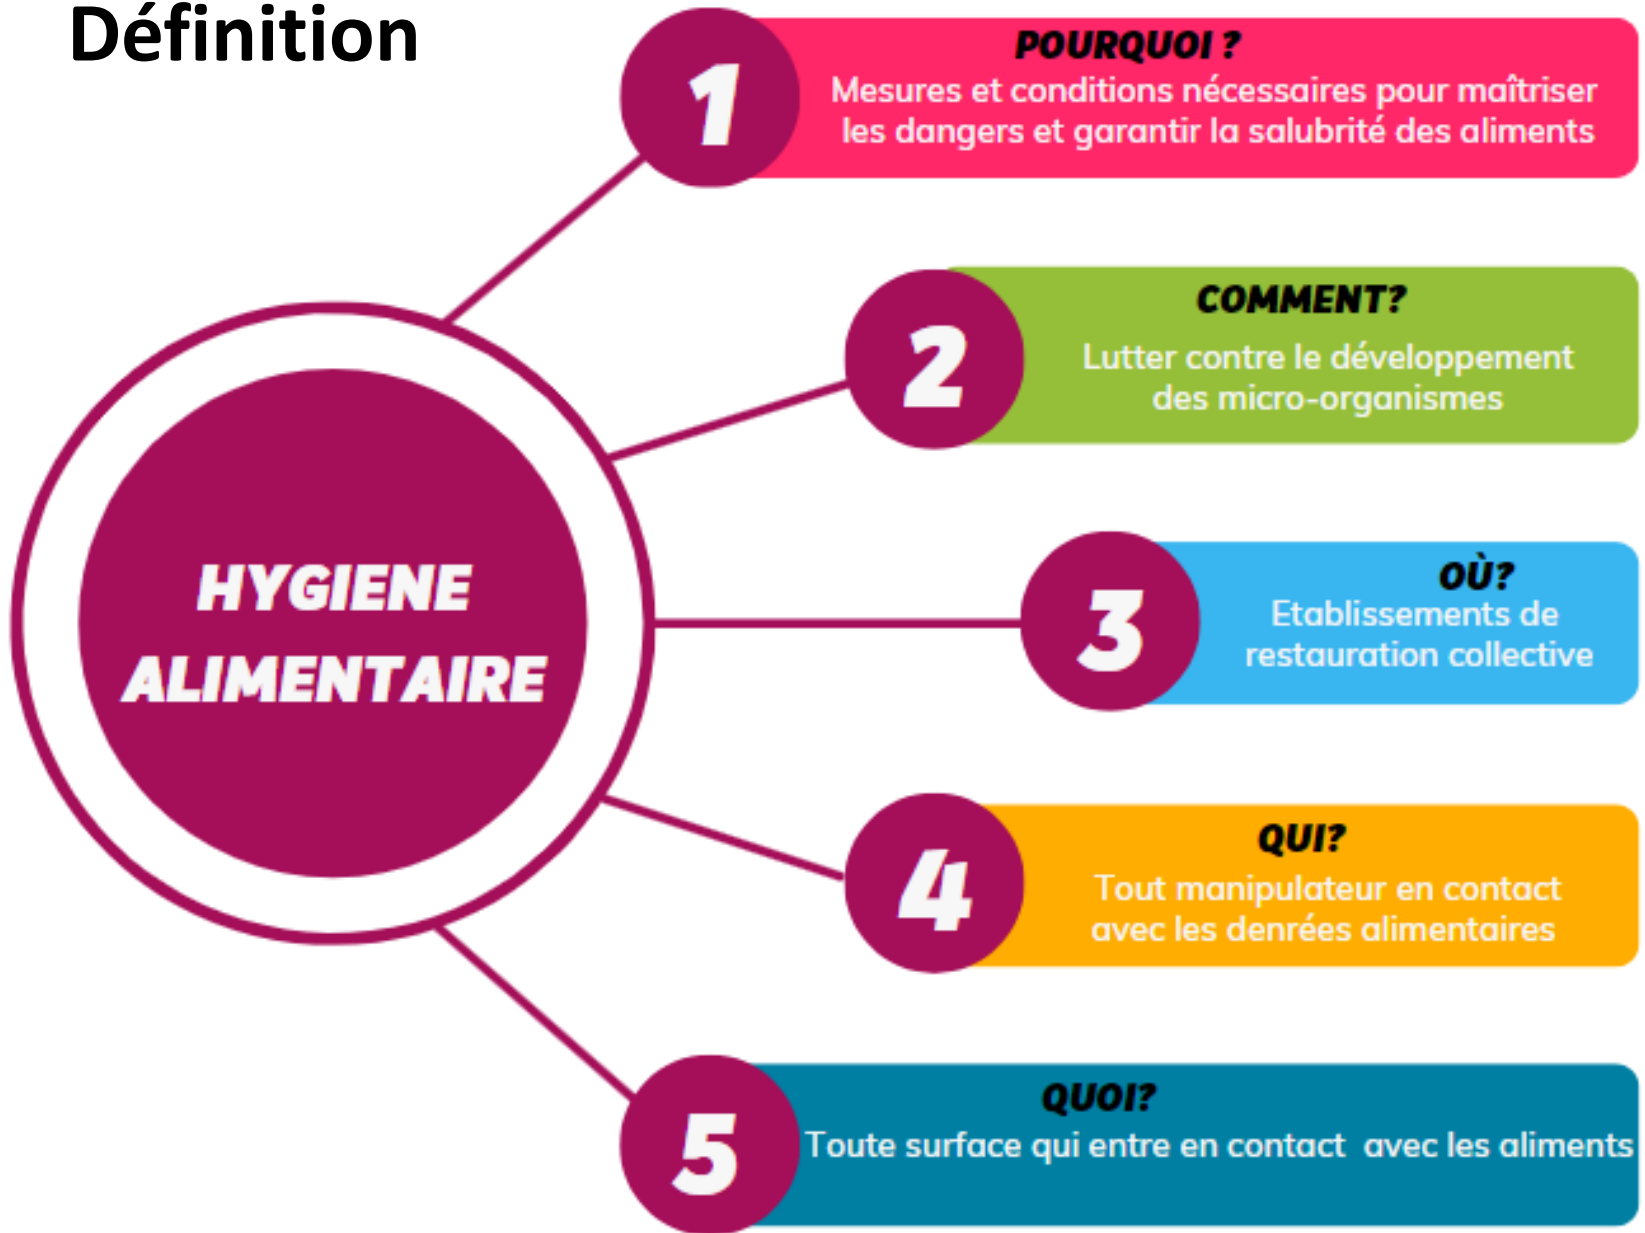 Définition
1
POURQUOI ?
Mesures et conditions nécessaires pour maîtriser
les dangers et garantir la salubrité des aliments
2
COMMENT?
Lutter contre le développement
des micro-organismes
HYGIENE
ALIMENTAIRE
3
OÙ?
Etablissements de
restauration collective
4
QUI?
Tout manipulateur en contact
avec les denrées alimentaires
5
QUOI?
Toute surface qui entre en contact avec les aliments